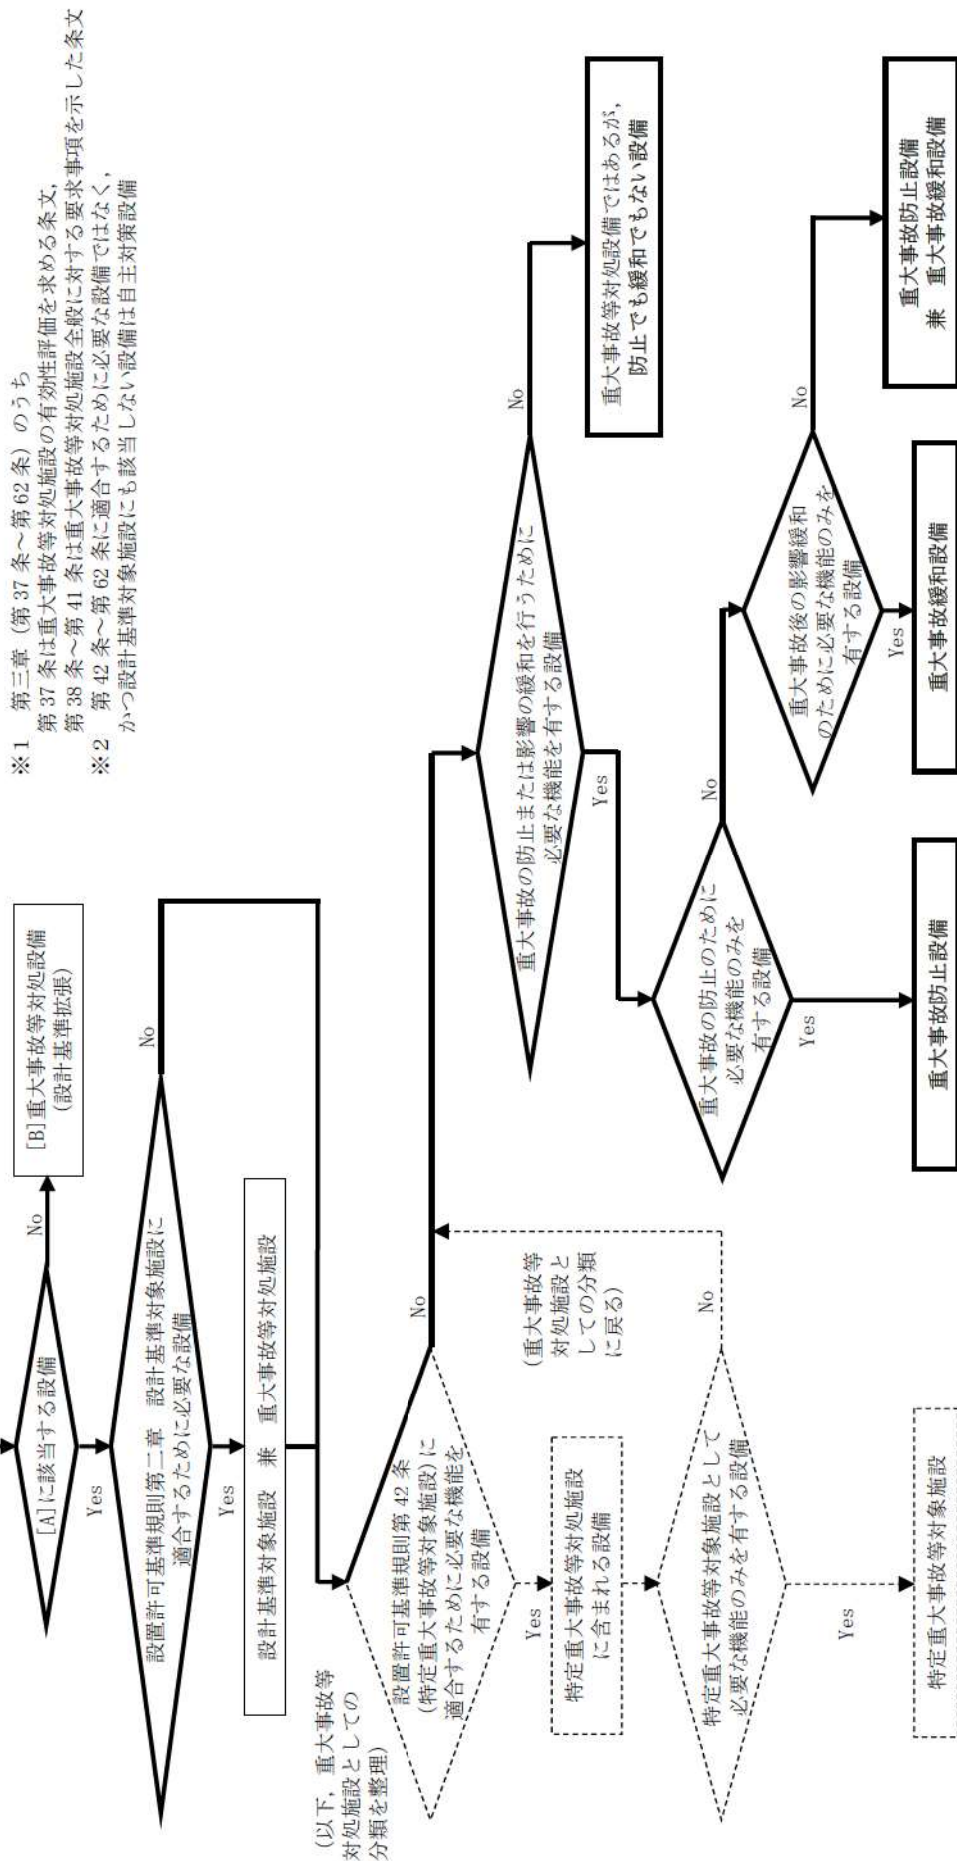 ※1　第三章（第37条～第62条）のうち
第37条は重大事故等対処施設の有効性評価を求める条文，
第38条～第41条は重大事故等対処施設全般に対する要求事項を示した条文
※2　第42条～第62条に適合するために必要な設備ではなく，
かつ設計基準対象施設にも該当しない設備は自主対策設備
[A]に該当する設備
No
[B]重大事故等対処設備
(設計基準拡張)
Yes
設置許可基準規則第二章　設計基準対象施設に
適合するために必要な設備
No
Yes
設計基準対象施設　兼　重大事故等対処施設
(以下，重大事故等
対処施設としての
分類を整理)
設置許可基準規則第42条
(特定重大事故等対象施設)に
適合するために必要な機能を
有する設備
No
Yes
特定重大事故等対処施設
に含まれる設備
(重大事故等
対処施設と
しての分類
に戻る)
特定重大事故等対象施設として
必要な機能のみを有する設備
No
Yes
特定重大事故等対象施設
重大事故の防止または影響の緩和を行うために
必要な機能を有する設備
No
重大事故等対処設備ではあるが，
防止でも緩和でもない設備
Yes
重大事故の防止のために
必要な機能のみを
有する設備
No
Yes
重大事故防止設備
重大事故後の影響緩和
のために必要な機能のみを
有する設備
No
Yes
重大事故緩和設備
重大事故防止設備
兼　重大事故緩和設備